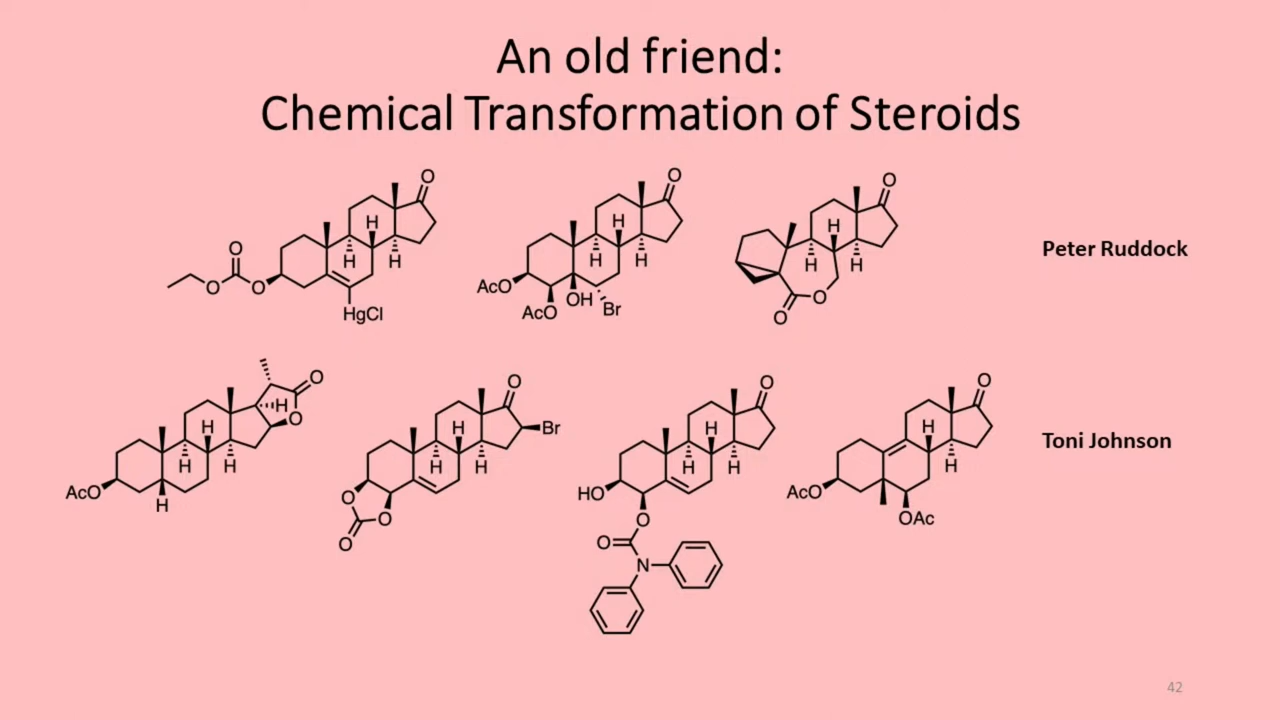 An old friend:
Chemical Transformation of Steroids
O
H
H
H
O
O
O
HgCl
O
H
H
H
AcO
AcO
OH
Br
O
H
H
H
O
O
Peter Ruddock
O
O
H
H
H
H
H
AcO
O
Br
H
H
H
O
O
O
O
H
H
H
HO
O
O
N
O
H
H
AcO
OAc
Toni Johnson
42